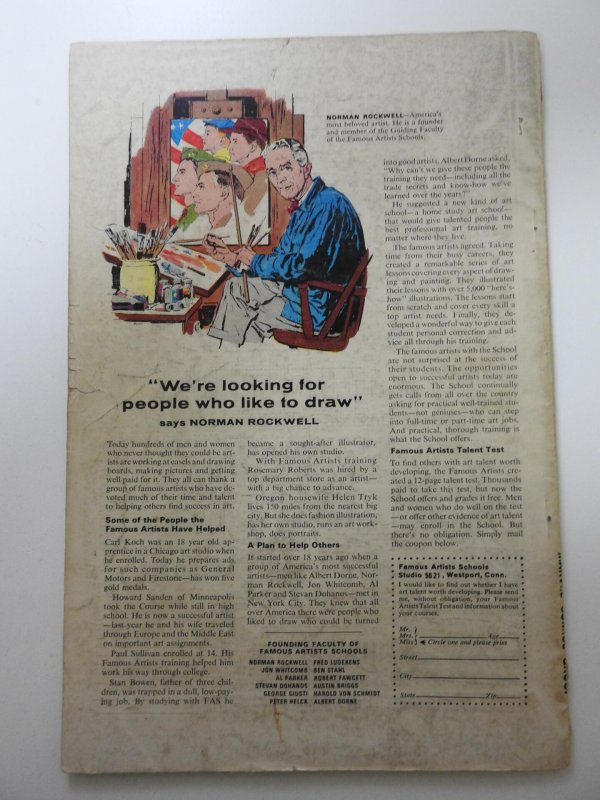 NORMAN ROCKWELL—America's
most beloved artist. He is a founder
and member of the Guiding Faculty
of the Famous Artists Schools.
"We're looking for
people who like to draw"
says NORMAN ROCKWELL
Today hundreds of men and women
who never thought they could be art-
ists are working at easels and drawing
boards, making pictures and getting
well paid for it. They all can thank a
group of famous artists who have de-
voted much of their time and talent
to helping others find success in art.
Some of the People the
Famous Artists Have Helped
Carl Koch was an 18 year old ap-
prentice in a Chicago art studio when
he enrolled. Today he prepares ads
for such companies as General
Motors and Firestone—has won five
gold medals.
Howard Sanden of Minneapolis
took the Course while still in high
school. He is now a successful artist
—last year he and his wife traveled
through Europe and the Middle East
on important art assignments.
Paul Sullivan enrolled at 14. His
Famous Artists training helped him
work his way through college.
Stan Bowen, father of three chil-
dren, was trapped in a dull, low-pay-
ing job. By studying with FAS he
became a sought-after illustrator,
has opened his own studio.
With Famous Artists training
Rosemary Roberts was hired by a
top department store as an artist—
with a big chance to advance.
Oregon housewife Helen Tryk
lives 150 miles from the nearest big
city. But she does fashion illustration,
has her own studio, runs an art work-
shop, does portraits.
A Plan to Help Others
It started over 18 years ago when a
group of America's most successful
artists—men like Albert Dorne, Nor-
man Rockwell, Jon Whitcomb, Al
Parker and Stevan Dohanos—met in
New York City. They knew that all
over America there were people who
liked to draw who could be turned
into good artists. Albert Dorne asked,
"Why can't we give these people the
training they need—including all the
trade secrets and know-how we've
learned over the years?"
He suggested a new kind of art
school—a home study art school—
that would give talented people the
best professional art training, no
matter where they live.
The famous artists agreed. Taking
time from their busy careers, they
created a remarkable series of art
lessons covering every aspect of draw-
ing and painting. They illustrated
their lessons with over 5,000 "here's-
how" illustrations. The lessons start
from scratch and cover every skill a
top artist needs. Finally, they de-
veloped a wonderful way to give each
student personal correction and ad-
vice all through his training.
The famous artists with the School
are not surprised at the success of
their students. The opportunities
open to successful artists today are
enormous. The School continually
gets calls from all over the country
asking for practical well-trained stu-
dents—not geniuses—who can step
into full-time or part-time art jobs.
And practical, thorough training is
what the School offers.
Famous Artists Talent Test
To find others with art talent worth
developing, the Famous Artists cre-
ated a 12-page talent test. Thousands
paid to take this test, but now the
School offers and grades it free. Men
and women who do well on the test
—or offer other evidence of art talent
—may enroll in the School. But
there's no obligation. Simply mail
the coupon below.
FOUNDING FACULTY OF
FAMOUS ARTISTS SCHOOLS
NORMAN ROCKWELL FRED LUDEKENS
JON WHITCOMB BEN STAHL
AL PARKER ROBERT FAWCETT
STEVAN DOHANOS AUSTIN BRIGGS
GEORGE GIUSTI HAROLD VON SCHMIDT
PETER HELCK ALBERT DORNE
Famous Artists Schools
Studio 5621, Westport, Conn.
I would like to find out whether I have
art talent worth developing. Please send
me, without obligation, your Famous
Artists Talent Test and information about
your courses.
Mr.
Mrs. Age
Miss Circle one and please print
Street
City
State Zip